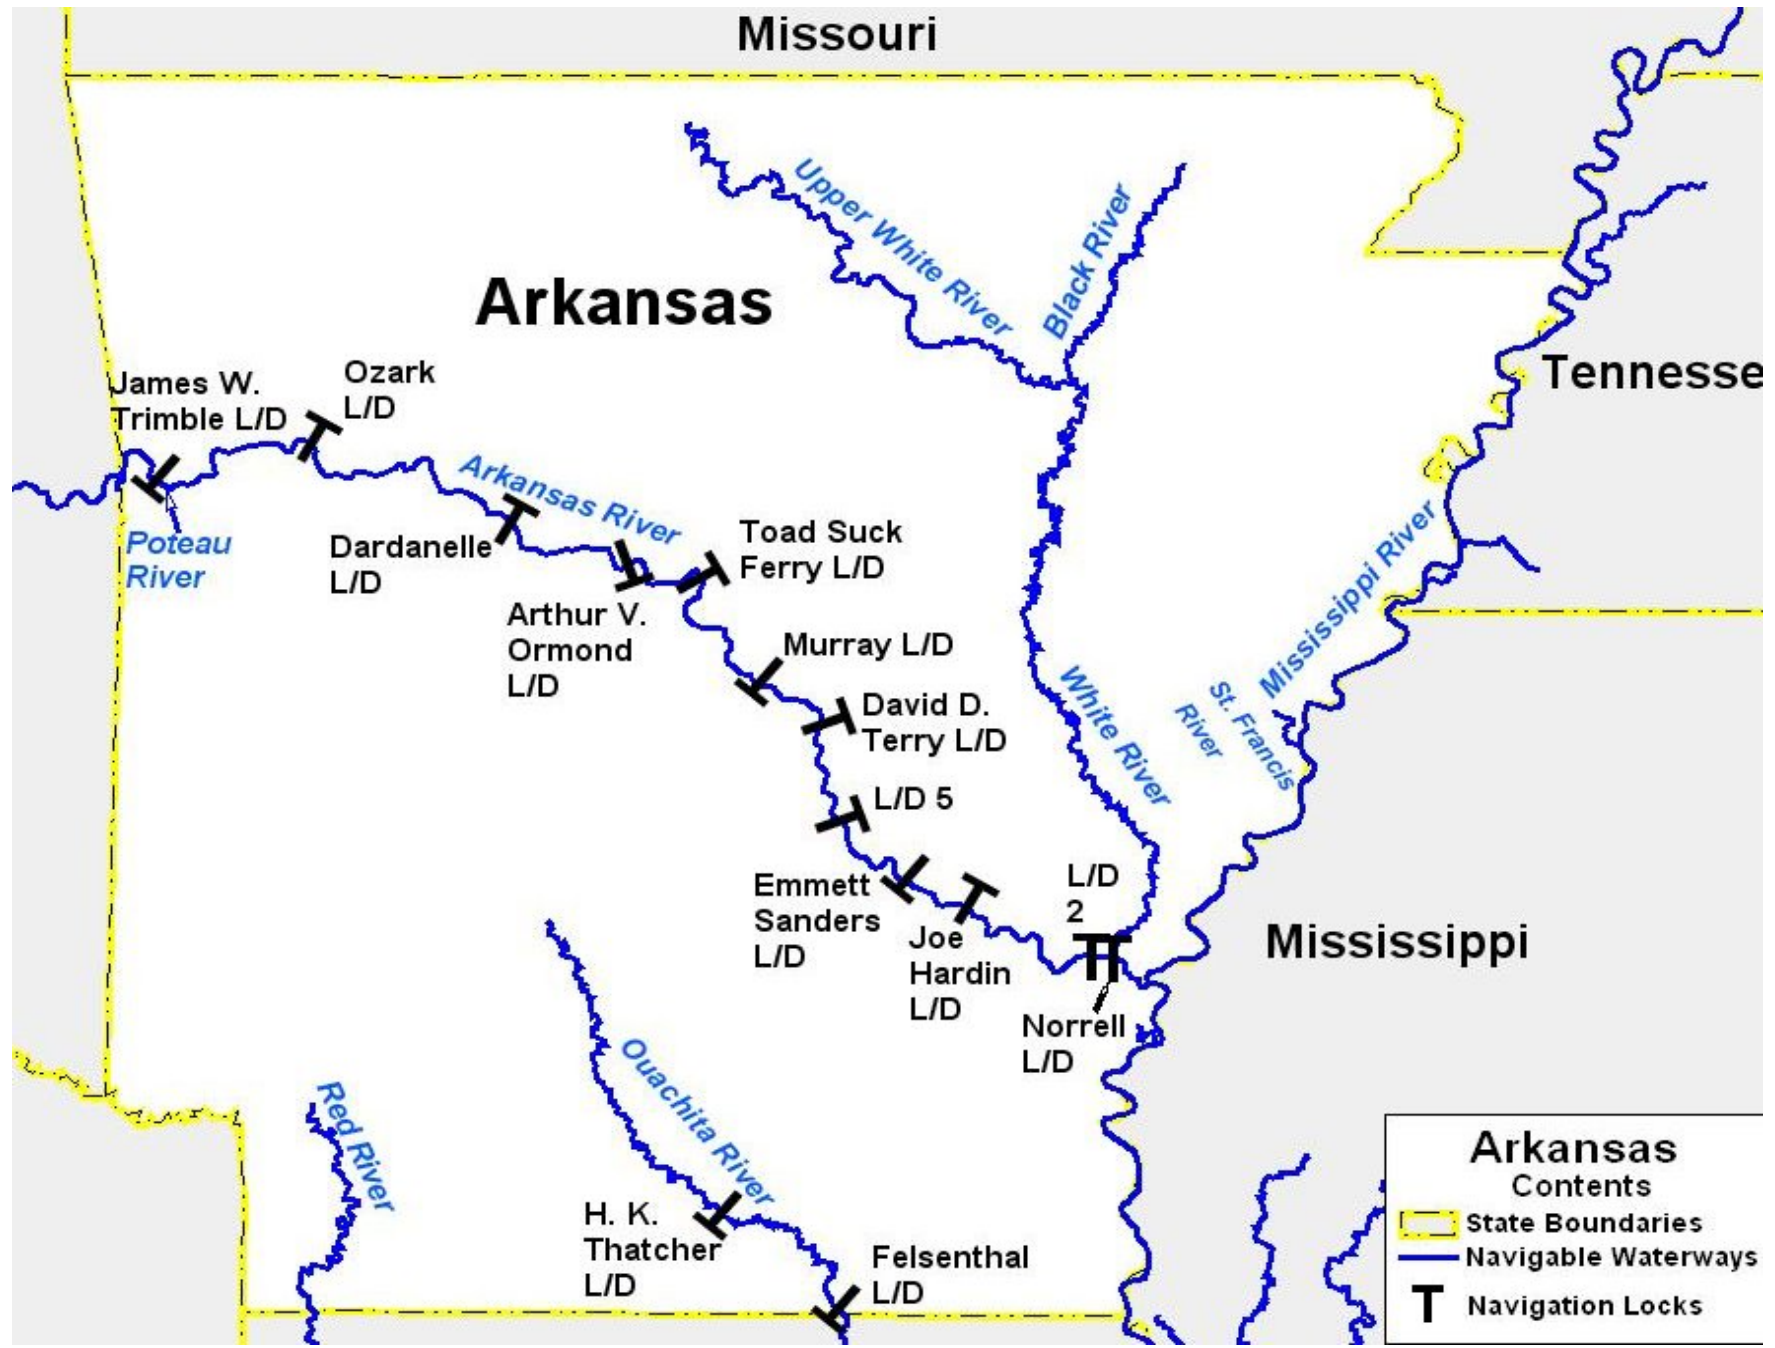 Missouri
Upper White River
Black River
Arkansas
Tennesse
James W.
Trimble L/D
Ozark
L/D
Arkansas River
Poteau
River
Dardanelle
L/D
Toad Suck
Ferry L/D
Arthur V.
Ormond
L/D
Murray L/D
Mississippi River
White River
St. Francis
River
David D.
Terry L/D
L/D 5
Emmett
Sanders
L/D
L/D
2
Joe
Hardin
L/D
Mississippi
Norrell
L/D
Ouachita River
Red River
H. K.
Thatcher
L/D
Felsenthal
L/D
Arkansas
Contents
State Boundaries
Navigable Waterways
Navigation Locks